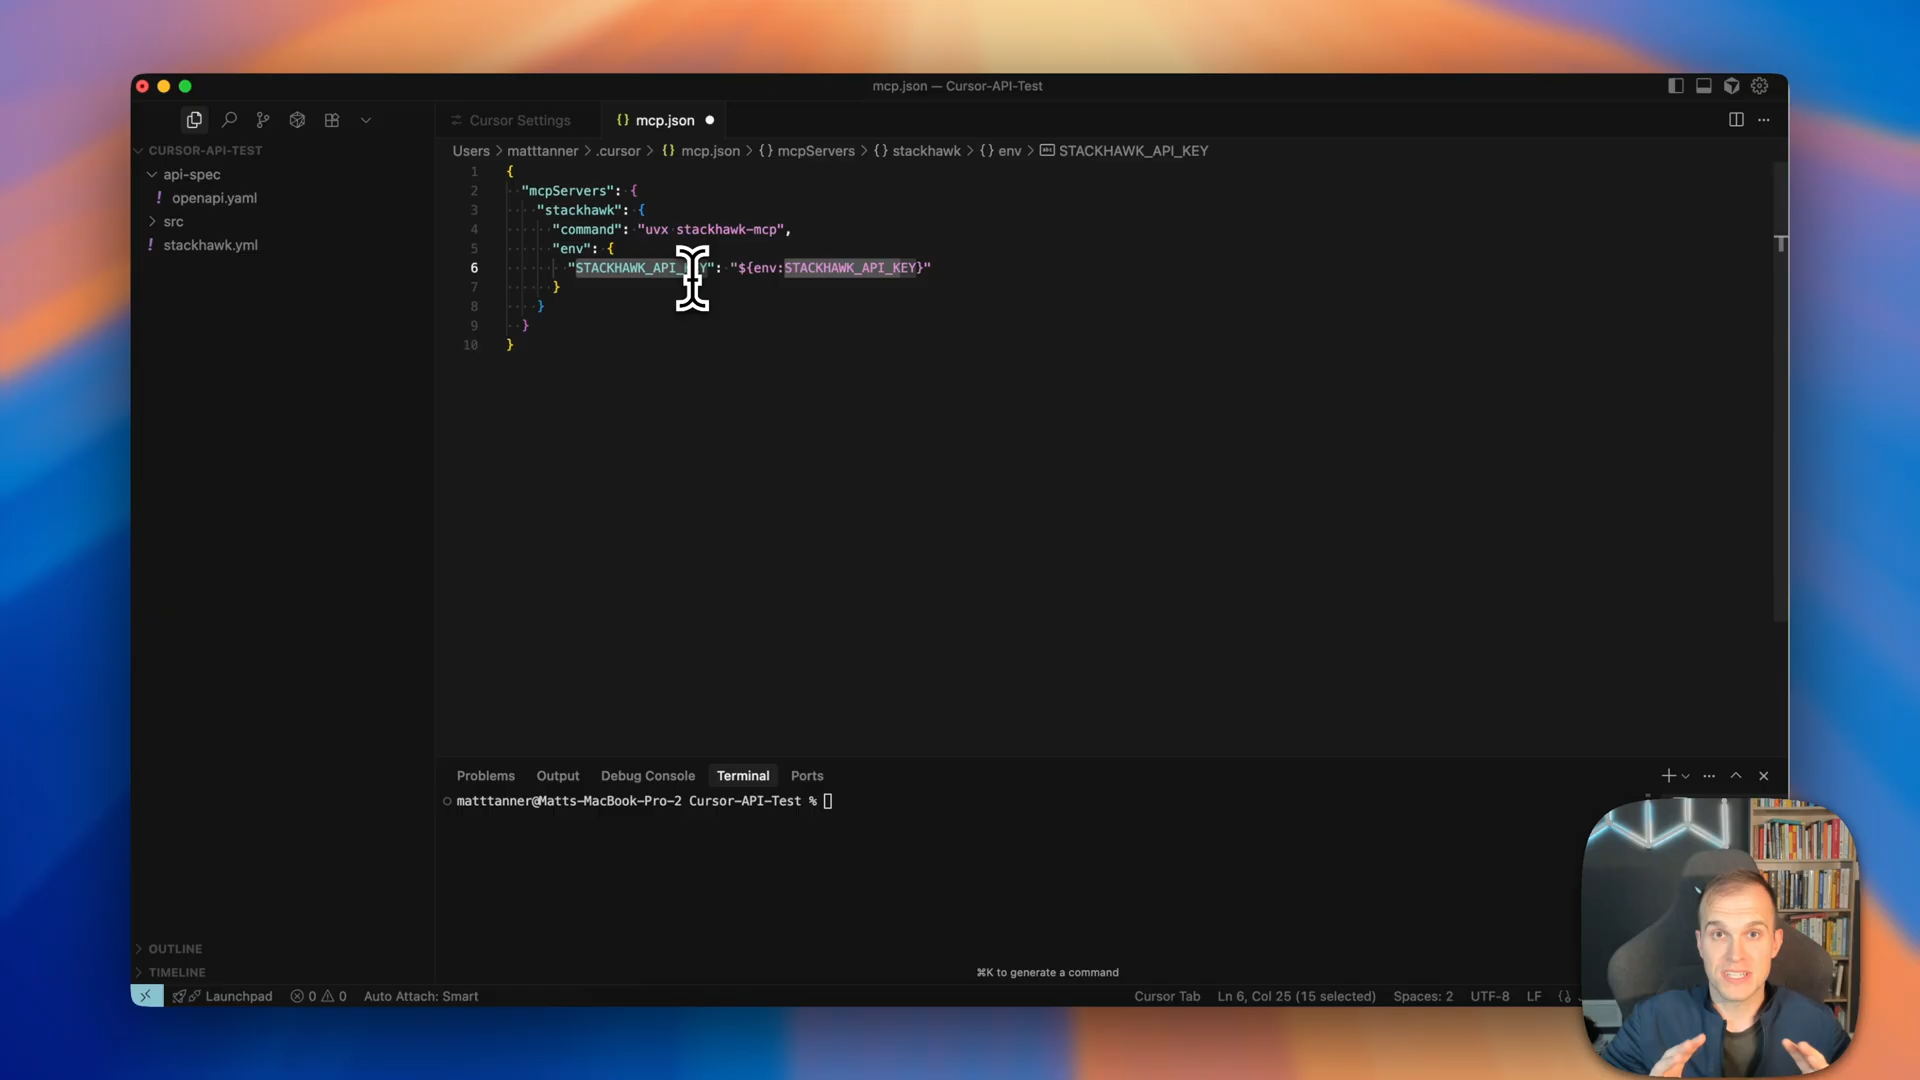 mcp.json — Cursor-API-Test
Cursor Settings
{} mcp.json
CURSOR-API-TEST
Users > matttanner > .cursor > {} mcp.json > {} mcpServers > {} stackhawk > {} env > STACKHAWK_API_KEY
api-spec
! openapi.yaml
src
! stackhawk.yml
1 {
2 "mcpServers": {
3 "stackhawk": {
4 "command": "uvx stackhawk-mcp",
5 "env": {
6 "STACKHAWK_API_KEY": "${env:STACKHAWK_API_KEY}"
7 }
8 }
9 }
10 }
Problems Output Debug Console Terminal Ports
matttanner@Matts-MacBook-Pro-2 Cursor-API-Test %
OUTLINE
TIMELINE
⌘K to generate a command
Launchpad 0 0 Auto Attach: Smart
Cursor Tab Ln 6, Col 25 (15 selected) Spaces: 2 UTF-8 LF {}